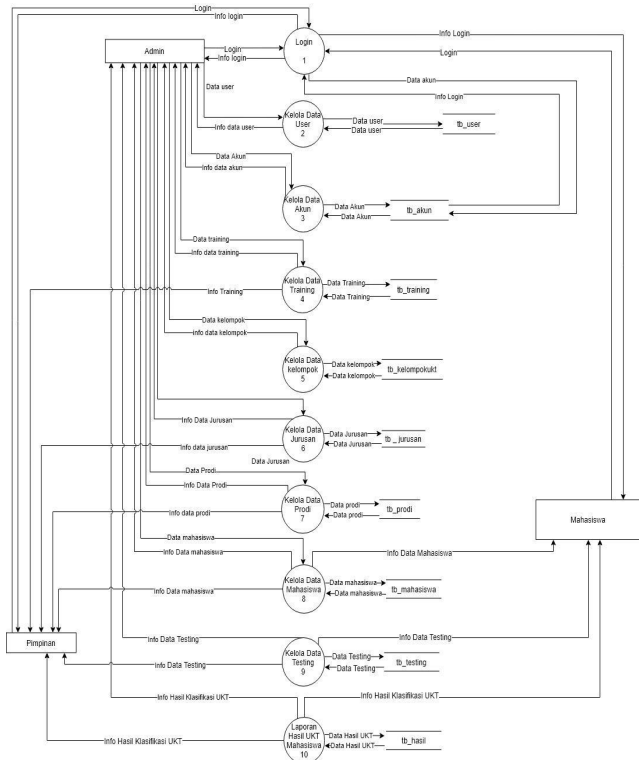 Login
Info login
Info Login
Login
Admin
Login
Info login
Login
1
Data akun
Info Login
Data user
Info data user
Kelola Data
User
2
Data user
Data user
tb_user
Data Akun
Info data akun
Kelola Data
Akun
3
Data Akun
Data Akun
tb_akun
Data training
Info data training
Info Training
Kelola Data
Training
4
Data Training
Data Training
tb_training
Data kelompok
Info data kelompok
Kelola Data
kelompok
5
Data kelompok
Data kelompok
tb_kelompokukt
Info Data Jurusan
Info data jurusan
Data Jurusan
Kelola Data
Jurusan
6
Data Jurusan
Data Jurusan
tb _ jurusan
Data Prodi
Info Data Prodi
Info data prodi
Kelola Data
Prodi
7
Data prodi
Data prodi
tb_prodi
Mahasiswa
Data mahasiswa
Info Data mahasiswa
Info Data Mahasiswa
Info Data mahasiswa
Kelola Data
Mahasiswa
8
Data mahasiswa
Data mahasiswa
tb_mahasiswa
Pimpinan
Info Data Testing
Info Data Testing
Info Data Testing
Kelola Data
Testing
9
Data Testing
Data Testing
tb_testing
Info Hasil Klasifikasi UKT
Info Hasil Klasifikasi UKT
Info Hasil Klasifikasi UKT
Laporan
Hasil UKT
Mahasiswa
10
Data Hasil UKT
Data Hasil UKT
tb_hasil